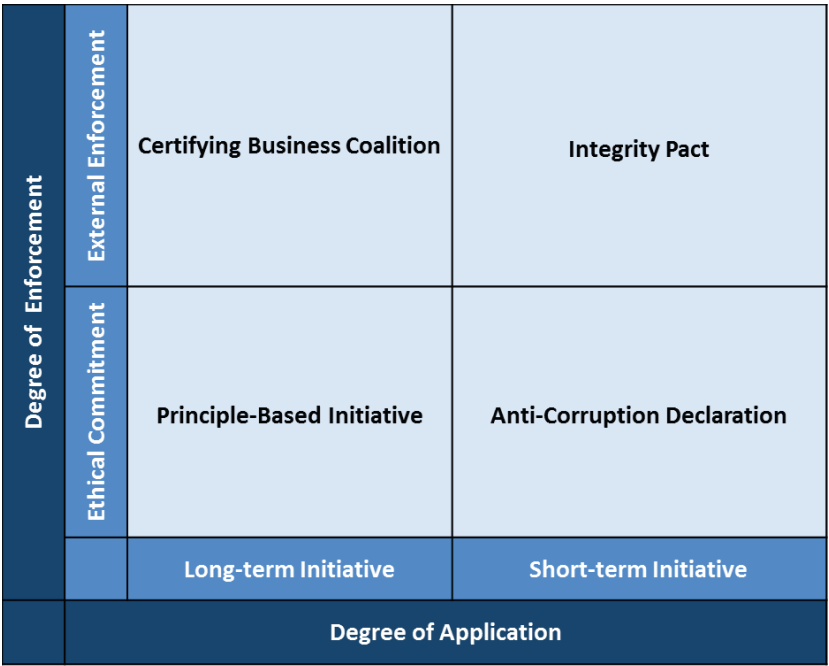 Degree of Enforcement
External Enforcement
Certifying Business Coalition
Integrity Pact
Ethical Commitment
Principle-Based Initiative
Anti-Corruption Declaration
Long-term Initiative
Short-term Initiative
Degree of Application